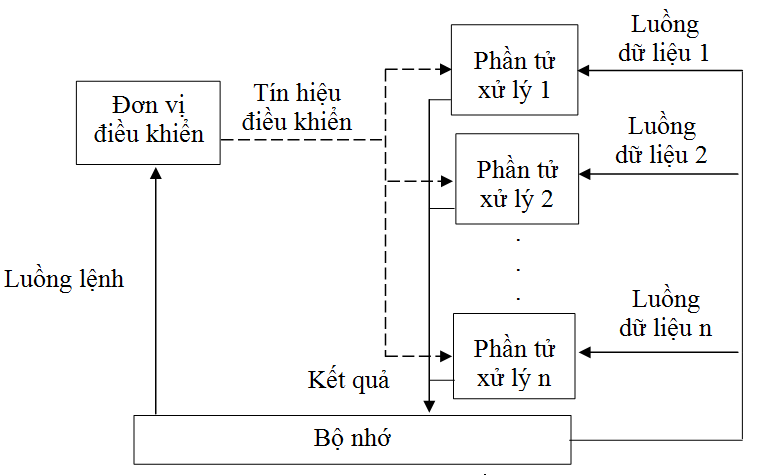 Luồng
dữ liệu 1
Phần tử
xử lý 1
Đơn vị
điều khiển
Tín hiệu
điều khiển
Luồng
dữ liệu 2
Phần tử
xử lý 2
Luồng lệnh
Luồng
dữ liệu n
Phần tử
xử lý n
Kết quả
Bộ nhớ